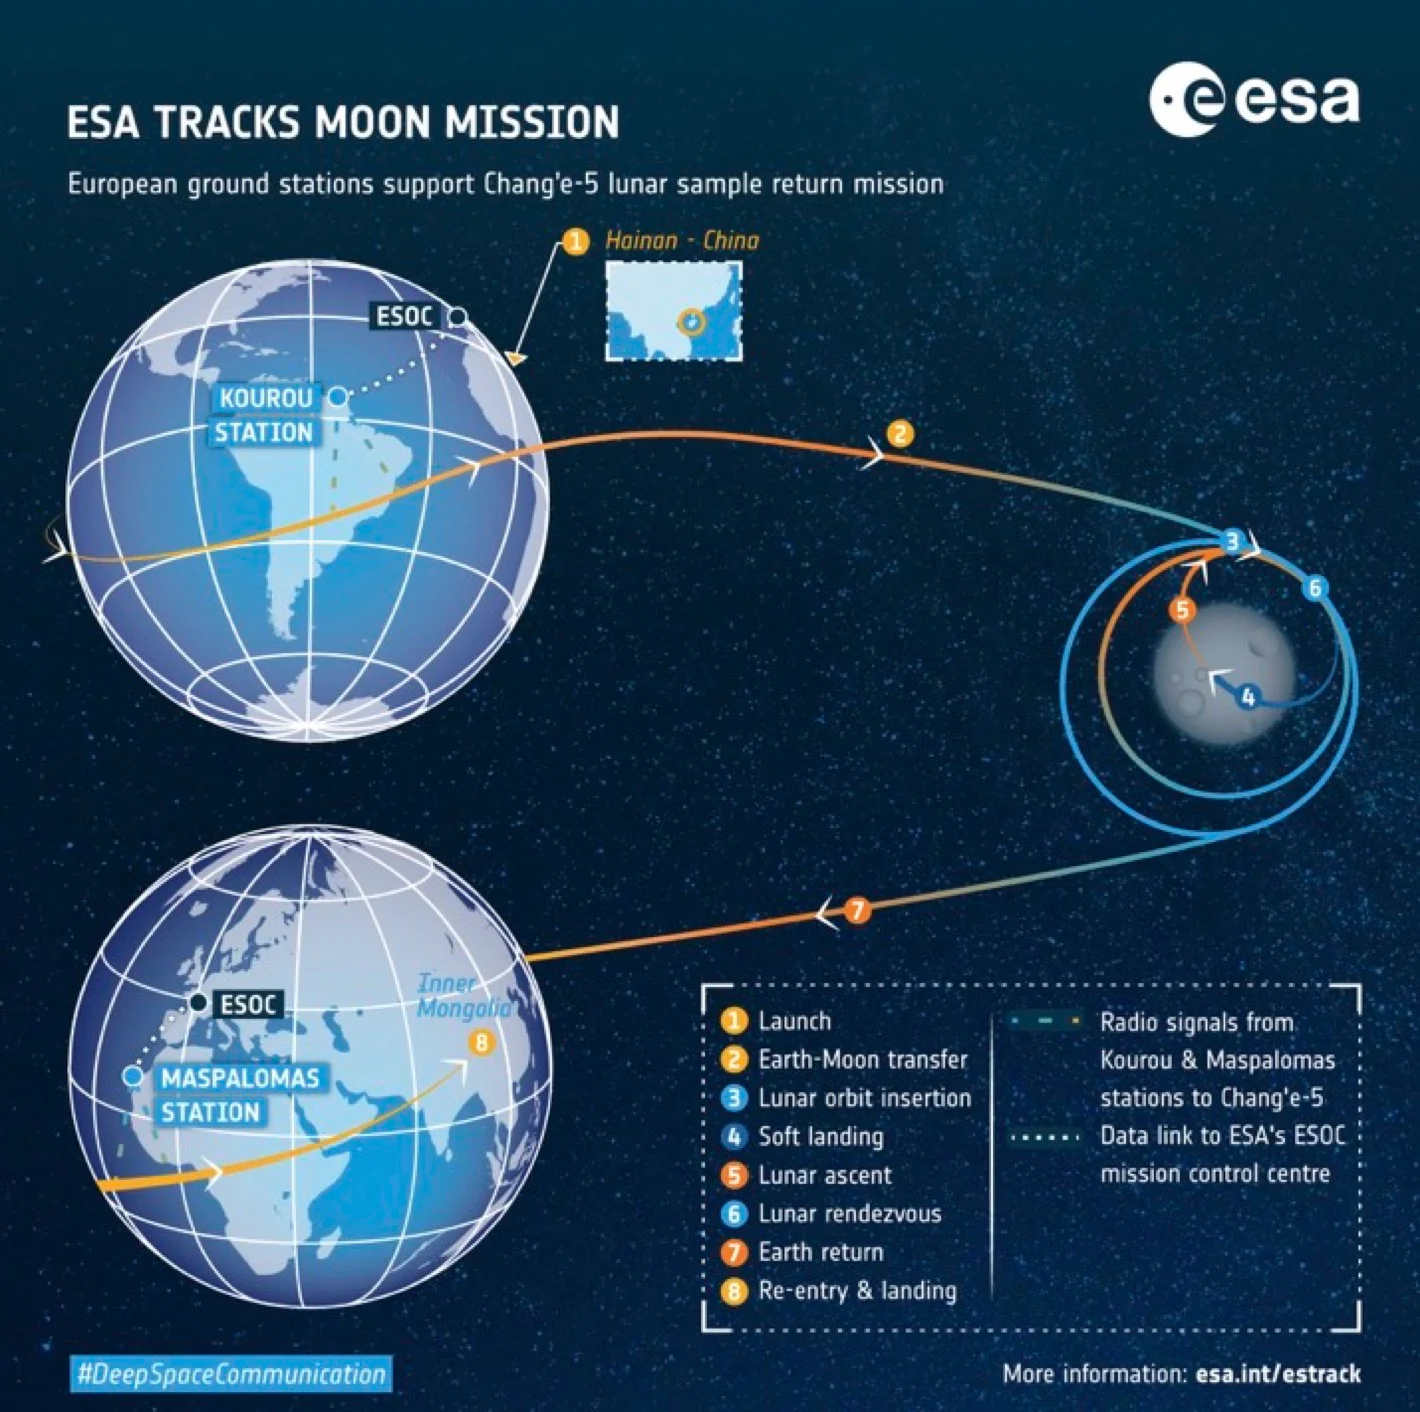 esa
ESA TRACKS MOON MISSION
European ground stations support Chang'e-5 lunar sample return mission
1 Hainan - China
ESOC
KOUROU
STATION
2
3
6
5
4
7
Inner
Mongolia
ESOC
8
MASPALOMAS
STATION
1 Launch
2 Earth-Moon transfer
3 Lunar orbit insertion
4 Soft landing
5 Lunar ascent
6 Lunar rendezvous
7 Earth return
8 Re-entry & landing
Radio signals from
Kourou & Maspalomas
stations to Chang'e-5
Data link to ESA's ESOC
mission control centre
#DeepSpaceCommunication
More information: esa.int/estrack